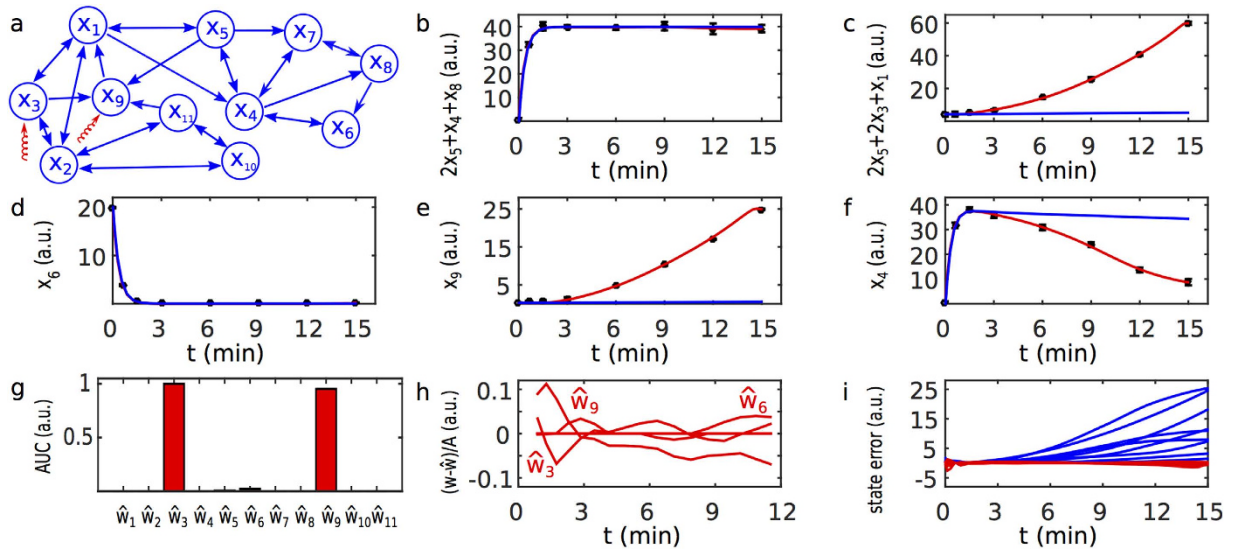 a
x₁
x₅
x₇
x₈
x₃
x₉
x₁₁
x₄
x₆
x₂
x₁₀
b
2x₅+x₄+x₈ (a.u.)
40
30
20
10
0
0 3 6 9 12 15
t (min)
c
2x₅+2x₃+x₁ (a.u.)
60
40
20
0
0 3 6 9 12 15
t (min)
d
x₆ (a.u.)
20
10
0 3 6 9 12 15
t (min)
e
x₉ (a.u.)
25
15
5
0 3 6 9 12 15
t (min)
f
x₄ (a.u.)
40
30
20
10
0
0 3 6 9 12 15
t (min)
g
AUC (a.u.)
1
0.5
ŵ₁ ŵ₂ ŵ₃ ŵ₄ ŵ₅ ŵ₆ ŵ₇ ŵ₈ ŵ₉ ŵ₁₀ ŵ₁₁
h
(w-ŵ)/A
0.1
0
-0.1
ŵ₉
ŵ₆
ŵ₃
0 3 6 9 12
t (min)
i
state error (a.u.)
25
15
5
-5
0 3 6 9 12 15
t (min)